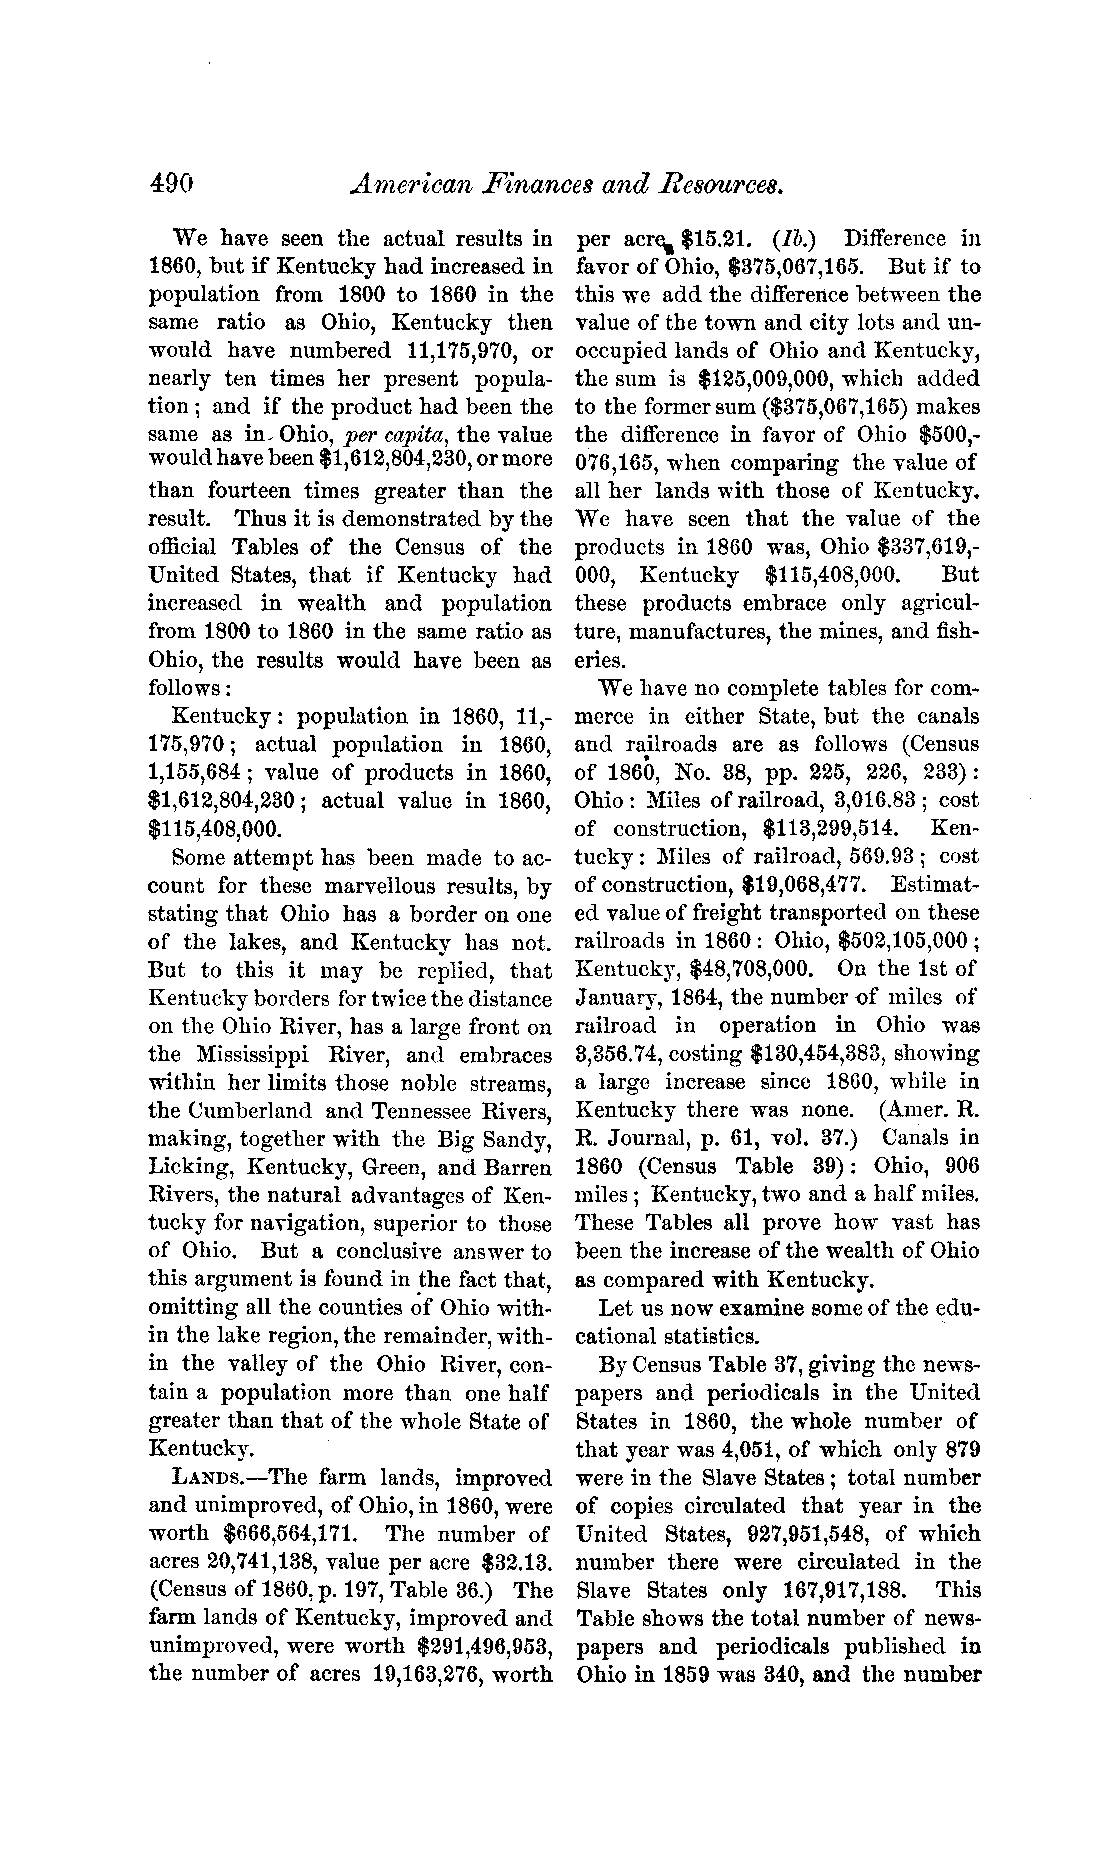 490 American Finances and Resources.
We have seen the actual results in
1860, but if Kentucky had increased in
population from 1800 to 1860 in the
same ratio as Ohio, Kentucky then
would have numbered 11,175,970, or
nearly ten times her present popula-
tion; and if the product had been the
same as in Ohio, per capita, the value
would have been $1,612,804,230, or more
than fourteen times greater than the
result. Thus it is demonstrated by the
official Tables of the Census of the
United States, that if Kentucky had
increased in wealth and population
from 1800 to 1860 in the same ratio as
Ohio, the results would have been as
follows:
Kentucky: population in 1860, 11,-
175,970; actual population in 1860,
1,155,684; value of products in 1860,
$1,612,804,230; actual value in 1860,
$115,408,000.
Some attempt has been made to ac-
count for these marvellous results, by
stating that Ohio has a border on one
of the lakes, and Kentucky has not.
But to this it may be replied, that
Kentucky borders for twice the distance
on the Ohio River, has a large front on
the Mississippi River, and embraces
within her limits those noble streams,
the Cumberland and Tennessee Rivers,
making, together with the Big Sandy,
Licking, Kentucky, Green, and Barren
Rivers, the natural advantages of Ken-
tucky for navigation, superior to those
of Ohio. But a conclusive answer to
this argument is found in the fact that,
omitting all the counties of Ohio with-
in the lake region, the remainder, with-
in the valley of the Ohio River, con-
tain a population more than one half
greater than that of the whole State of
Kentucky.
LANDS.—The farm lands, improved
and unimproved, of Ohio, in 1860, were
worth $666,564,171. The number of
acres 20,741,138, value per acre $32.13.
(Census of 1860, p. 197, Table 36.) The
farm lands of Kentucky, improved and
unimproved, were worth $291,496,953,
the number of acres 19,163,276, worth
per acre, $15.21. (Ib.) Difference in
favor of Ohio, $375,067,165. But if to
this we add the difference between the
value of the town and city lots and un-
occupied lands of Ohio and Kentucky,
the sum is $125,009,000, which added
to the former sum ($375,067,165) makes
the difference in favor of Ohio $500,-
076,165, when comparing the value of
all her lands with those of Kentucky.
We have seen that the value of the
products in 1860 was, Ohio $337,619,-
000, Kentucky $115,408,000. But
these products embrace only agricul-
ture, manufactures, the mines, and fish-
eries.
We have no complete tables for com-
merce in either State, but the canals
and railroads are as follows (Census
of 1860, No. 38, pp. 225, 226, 233):
Ohio: Miles of railroad, 3,016.83; cost
of construction, $113,299,514. Ken-
tucky: Miles of railroad, 569.93; cost
of construction, $19,068,477. Estimat-
ed value of freight transported on these
railroads in 1860: Ohio, $502,105,000;
Kentucky, $48,708,000. On the 1st of
January, 1864, the number of miles of
railroad in operation in Ohio was
3,356.74, costing $130,454,383, showing
a large increase since 1860, while in
Kentucky there was none. (Amer. R.
R. Journal, p. 61, vol. 37.) Canals in
1860 (Census Table 39): Ohio, 906
miles; Kentucky, two and a half miles.
These Tables all prove how vast has
been the increase of the wealth of Ohio
as compared with Kentucky.
Let us now examine some of the edu-
cational statistics.
By Census Table 37, giving the news-
papers and periodicals in the United
States in 1860, the whole number of
that year was 4,051, of which only 879
were in the Slave States; total number
of copies circulated that year in the
United States, 927,951,548, of which
number there were circulated in the
Slave States only 167,917,188. This
Table shows the total number of news-
papers and periodicals published in
Ohio in 1859 was 340, and the number